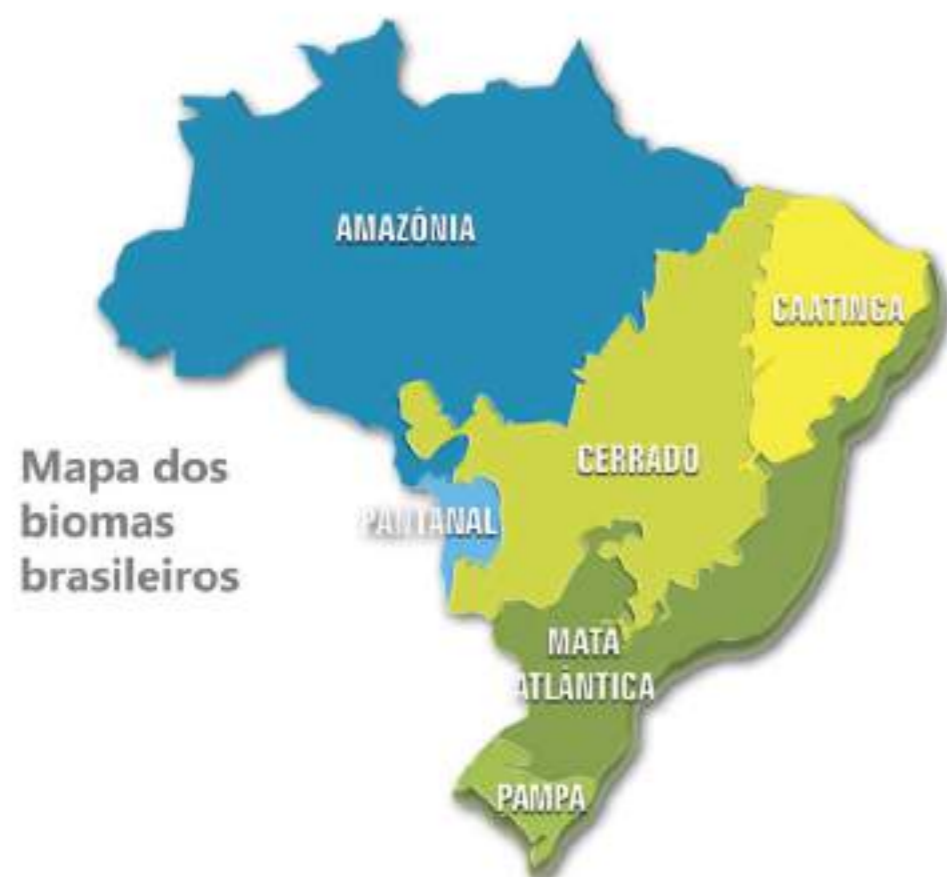 AMAZÔNIA
CAATINGA
CERRADO
Mapa dos
biomas
brasileiros
PANTANAL
MATA
ATLÂNTICA
PAMPA